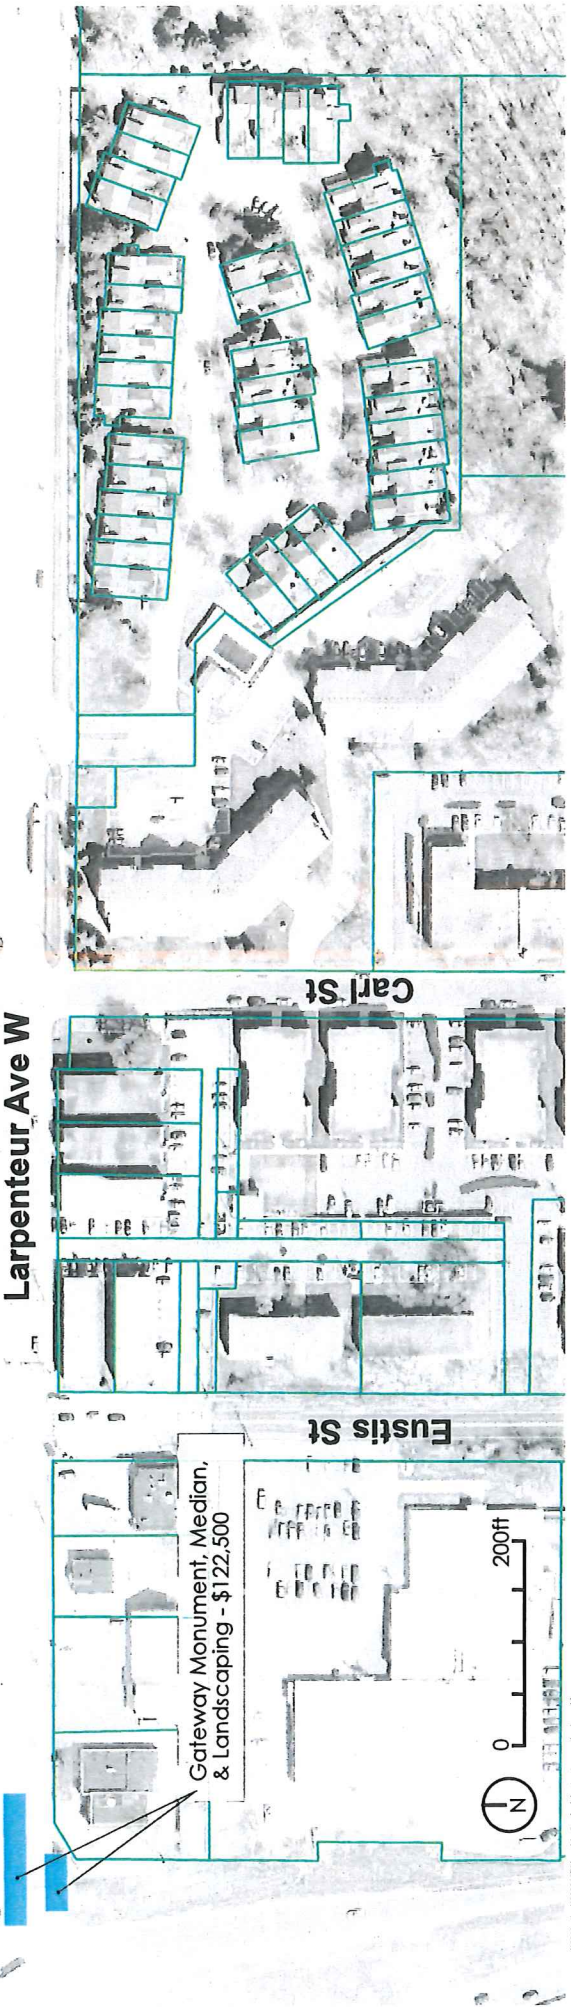 Larpenteur Ave W
Carl St
Eustis St
Gateway Monument, Median,
& Landscaping - $122,500
0
200ft
N